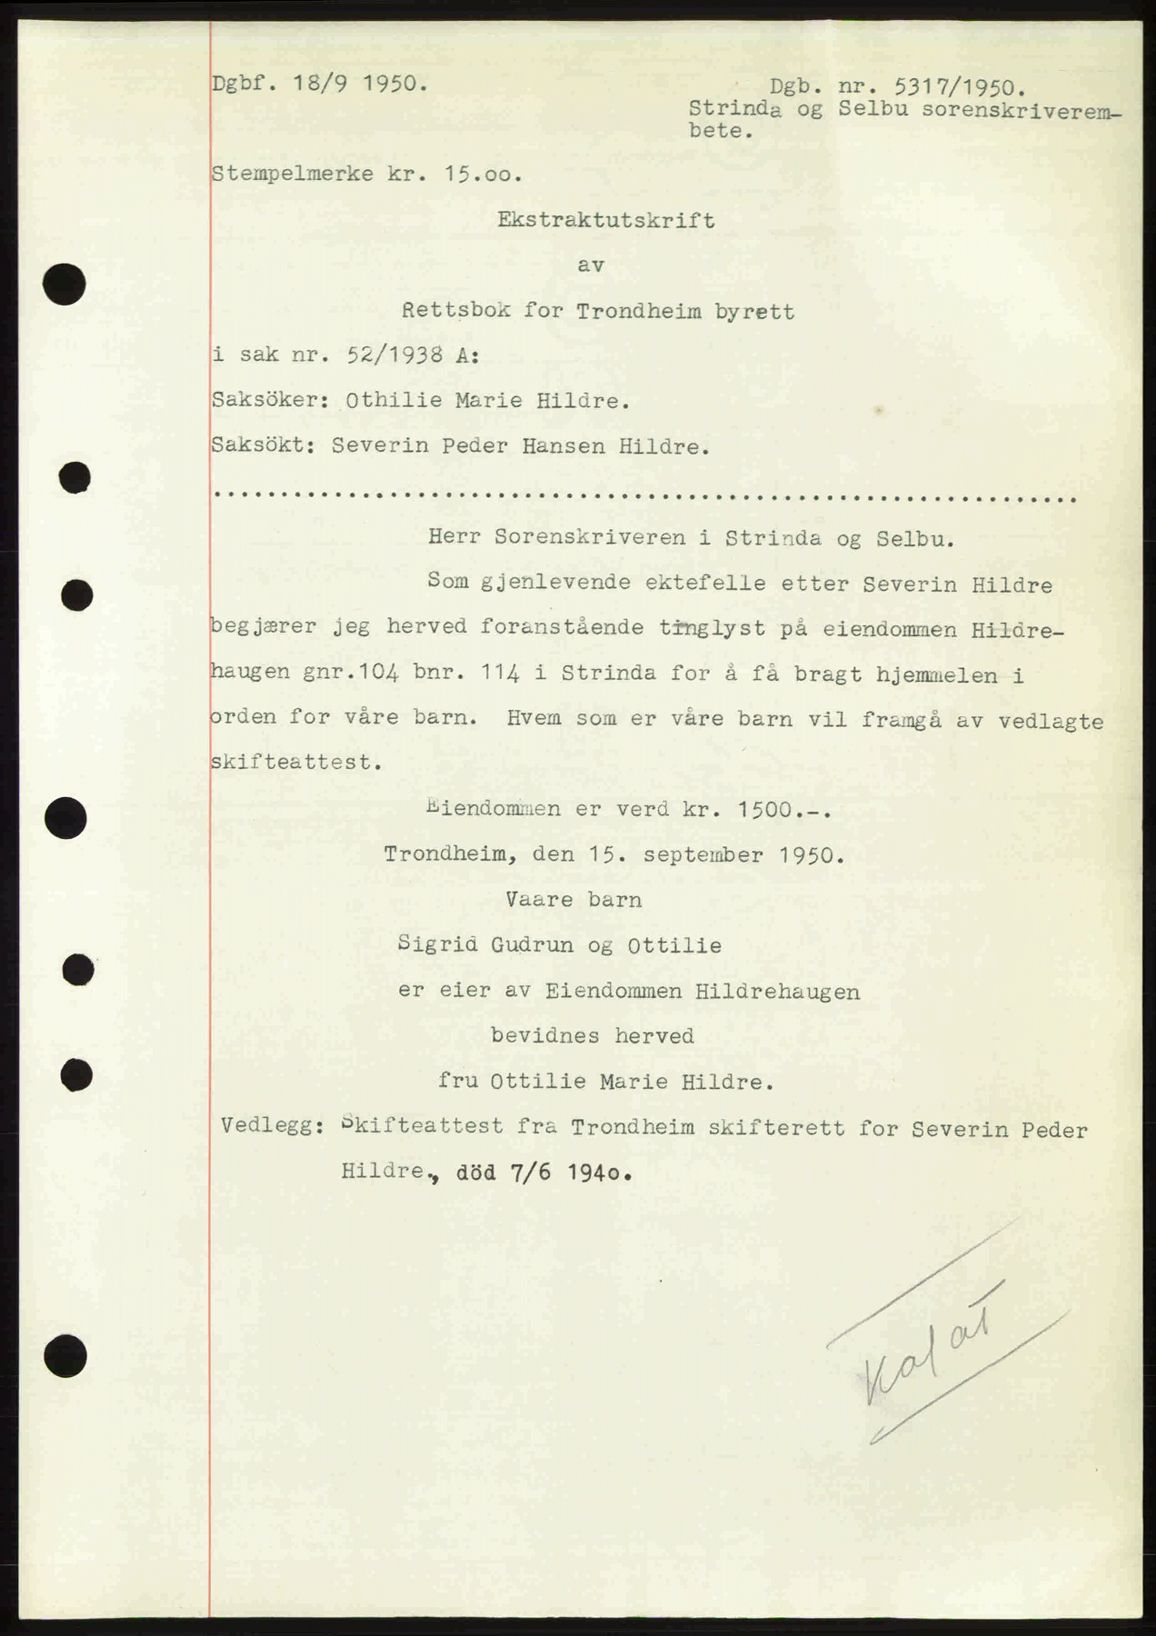 Dgbf. 18/9 1950.
Dgb. nr. 5317/1950.
Strinda og Selbu sorenskriverem-
bete.
Stempelmerke kr. 15.oo.
Ekstraktutskrift
av
Rettsbok for Trondheim byrett
i sak nr. 52/1938 A:
Saksöker: Othilie Marie Hildre.
Saksökt: Severin Peder Hansen Hildre.
................................................................
Herr Sorenskriveren i Strinda og Selbu.
Som gjenlevende ektefelle etter Severin Hildre
begjærer jeg herved foranstående tinglyst på eiendommen Hildre-
haugen gnr.104 bnr. 114 i Strinda for å få bragt hjemmelen i
orden for våre barn. Hvem som er våre barn vil framgå av vedlagte
skifteattest.
Eiendommen er verd kr. 1500.-.
Trondheim, den 15. september 1950.
Vaare barn
Sigrid Gudrun og Ottilie
er eier av Eiendommen Hildrehaugen
bevidnes herved
fru Ottilie Marie Hildre.
Vedlegg: Skifteattest fra Trondheim skifterett for Severin Peder
Hildre., död 7/6 194o.